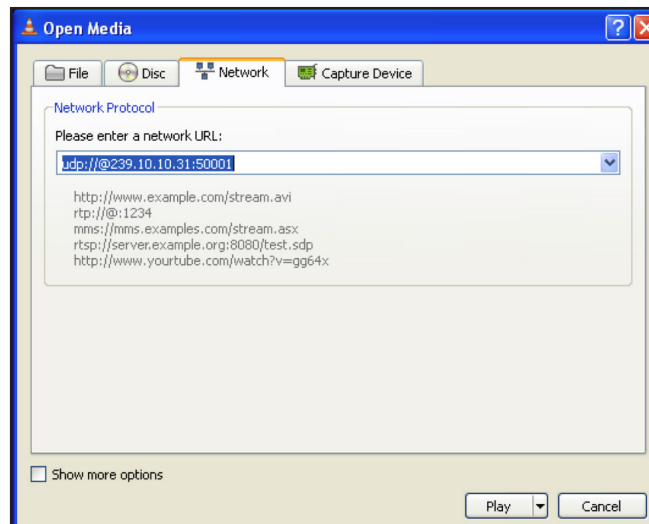 Open Media
File Disc Network Capture Device
Network Protocol
Please enter a network URL:
udp://@239.10.10.31:50001
http://www.example.com/stream.avi
rtp://@:1234
mms://mms.examples.com/stream.asx
rtsp://server.example.org:8080/test.sdp
http://www.yourtube.com/watch?v=gg64x
Show more options
Play Cancel